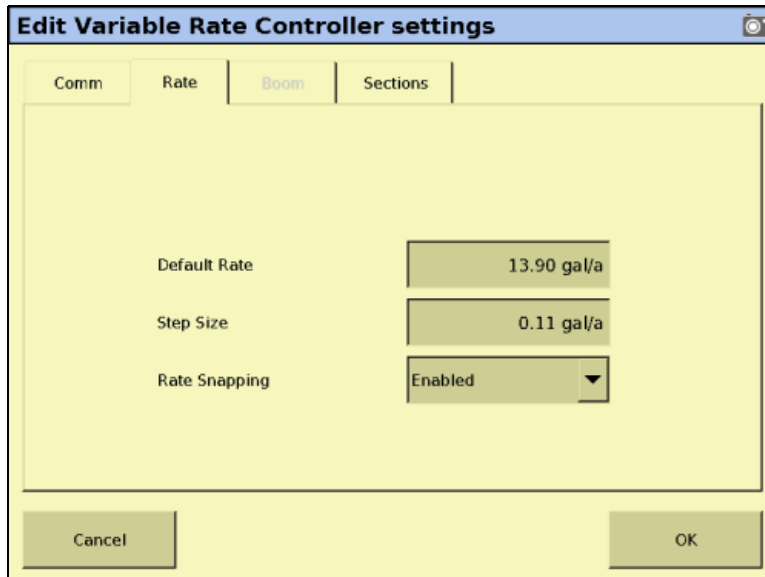 Edit Variable Rate Controller settings
Comm Rate Boom Sections
Default Rate 13.90 gal/a
Step Size 0.11 gal/a
Rate Snapping Enabled
Cancel OK